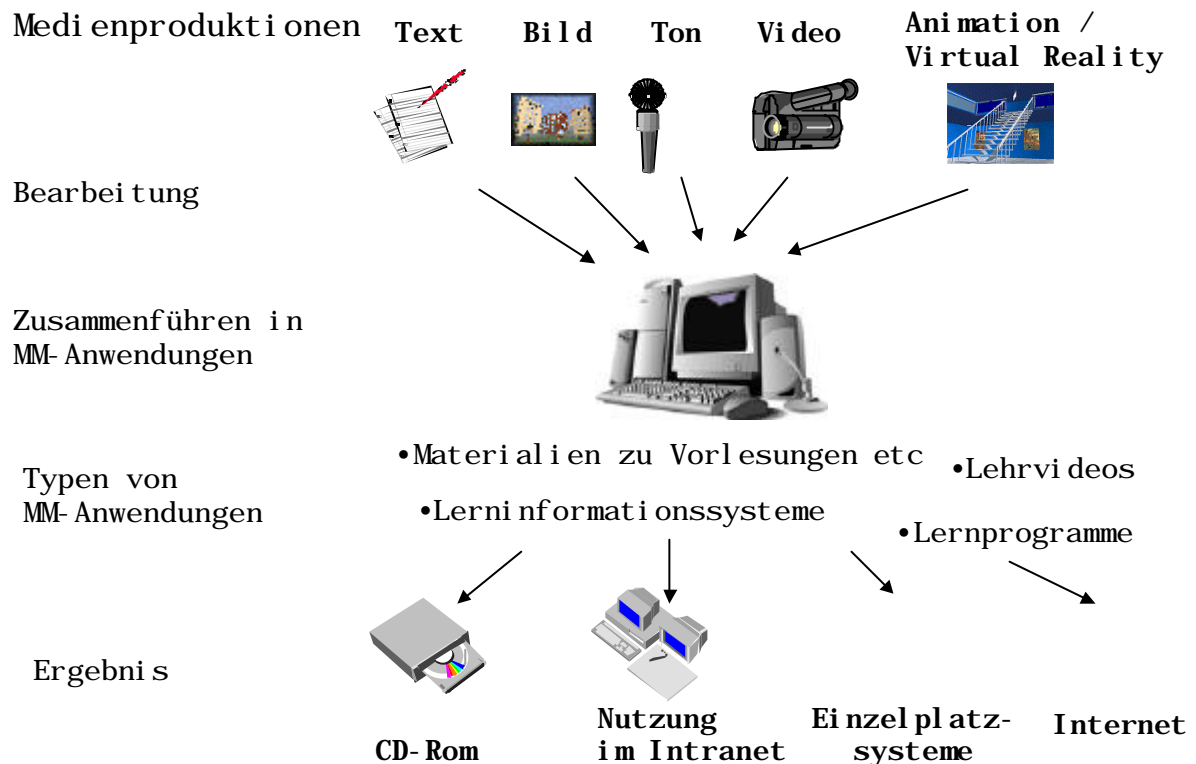 Medienproduktionen
Text
Bild
Ton
Video
Animation /
Virtual Reality
Bearbeitung
Zusammenführen in
MM-Anwendungen
Typen von
MM-Anwendungen
•Materialien zu Vorlesungen etc
•Lehrvideos
•Lerninformationssysteme
•Lernprogramme
Ergebnis
CD-Rom
Nutzung
im Intranet
Einzelplatz-
systeme
Internet